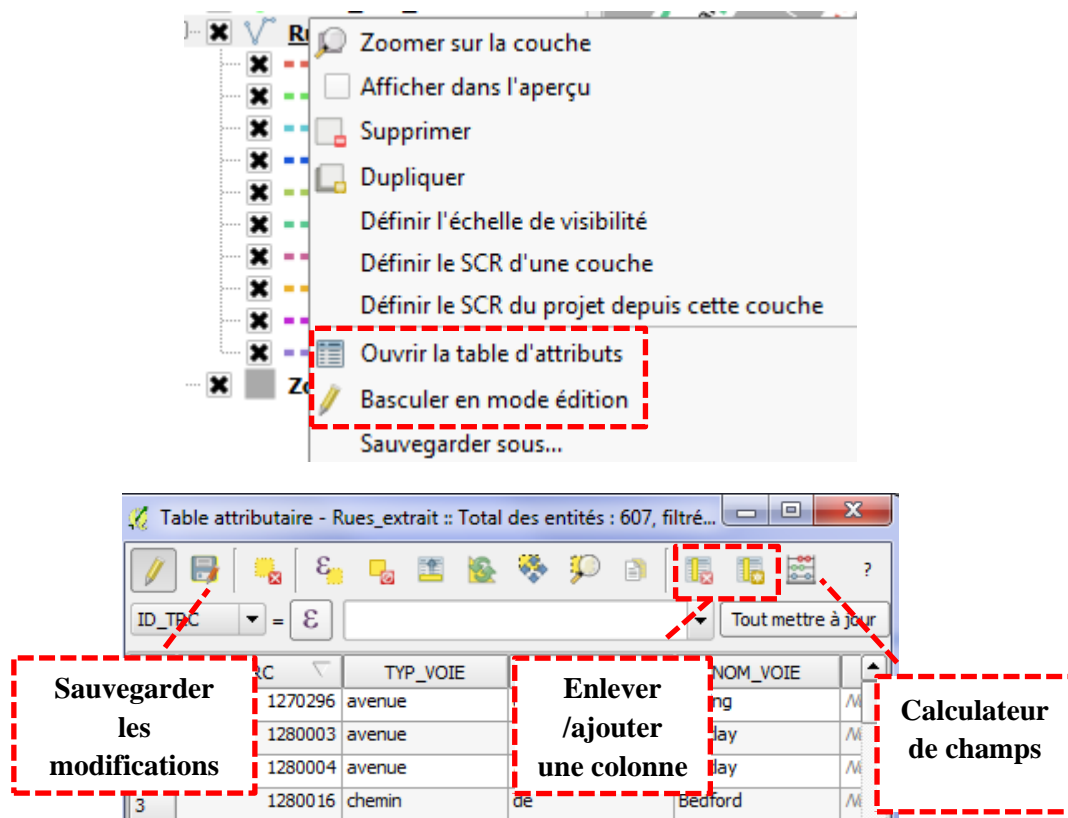 Zoomer sur la couche
Afficher dans l'aperçu
Supprimer
Dupliquer
Définir l'échelle de visibilité
Définir le SCR d'une couche
Définir le SCR du projet depuis cette couche
Ouvrir la table d'attributs
Basculer en mode édition
Sauvegarder sous...
Table attributaire - Rues_extrait :: Total des entités : 607, filtré...
?
ID_TRC = ε Tout mettre à jour
TYP_VOIE NOM_VOIE
1270296 avenue
1280003 avenue
1280004 avenue
3 1280016 chemin de Bedford
Sauvegarder
les
modifications
Enlever
/ajouter
une colonne
Calculateur
de champs